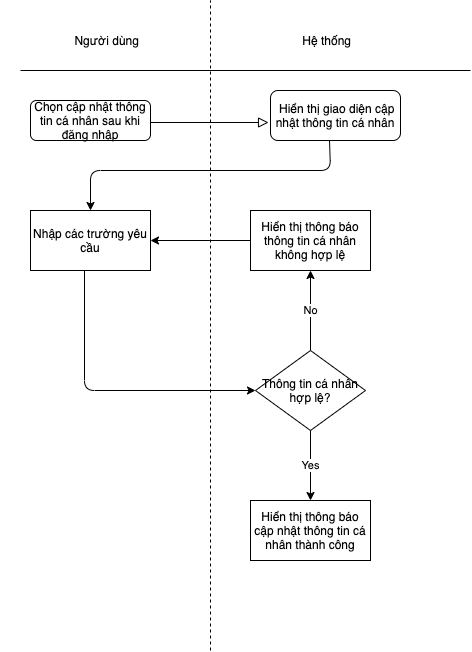 Người dùng
Hệ thống
Chọn cập nhật thông
tin cá nhân sau khi
đăng nhập
Hiển thị giao diện cập
nhật thông tin cá nhân
Nhập các trường yêu
cầu
Hiển thị thông báo
thông tin cá nhân
không hợp lệ
No
Thông tin cá nhân
hợp lệ?
Yes
Hiển thị thông báo
cập nhật thông tin cá
nhân thành công